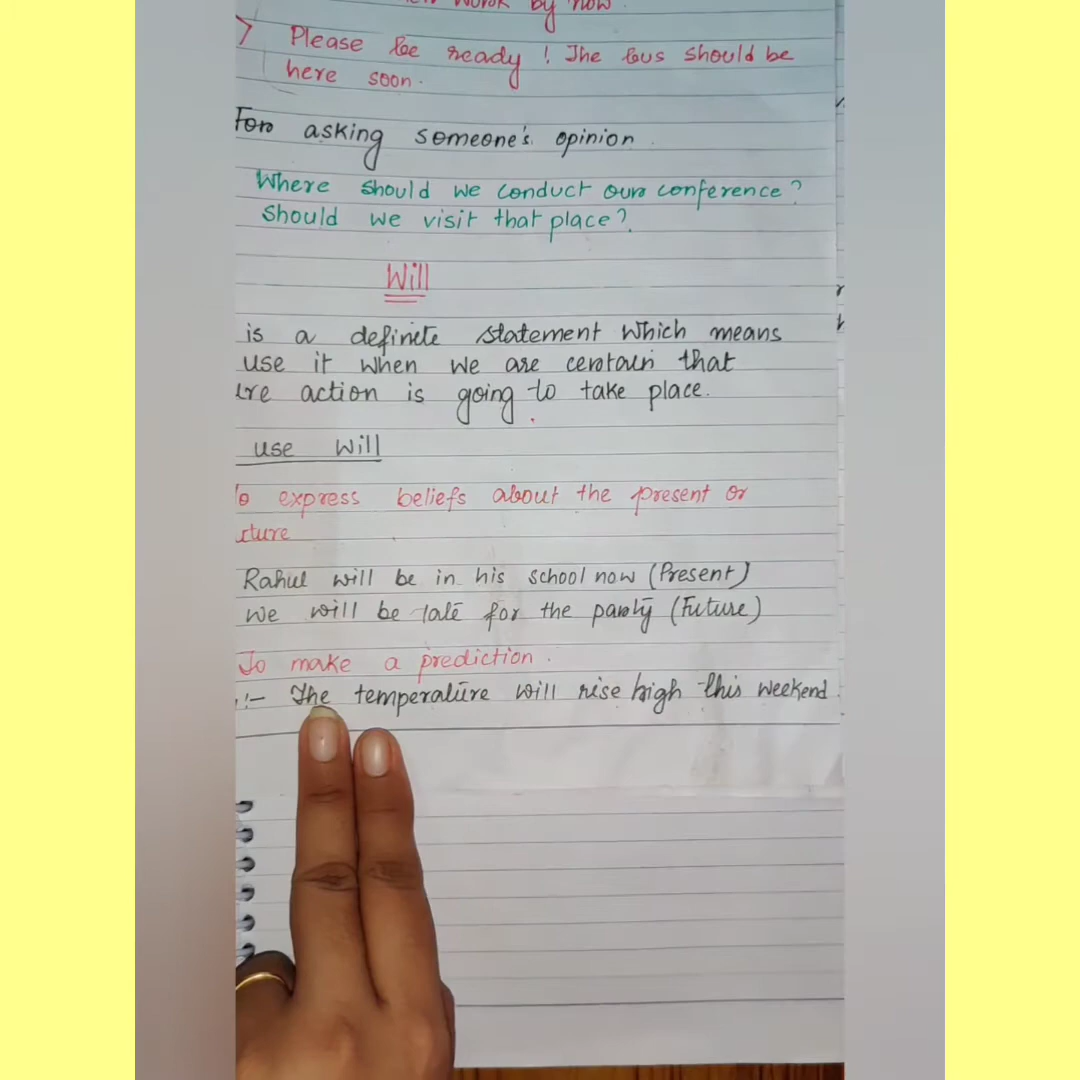 work by now
> Please be ready! The bus should be
here soon.
For asking someone's opinion.
Where should we conduct our conference?
Should we visit that place?
Will
is a definite statement which means
use it when we are certain that
action is going to take place.
use Will
express beliefs about the present or
Rahul will be in his school now (Present)
We will be late for the party (Future)
To make a prediction.
:- The temperature will rise high this weekend.